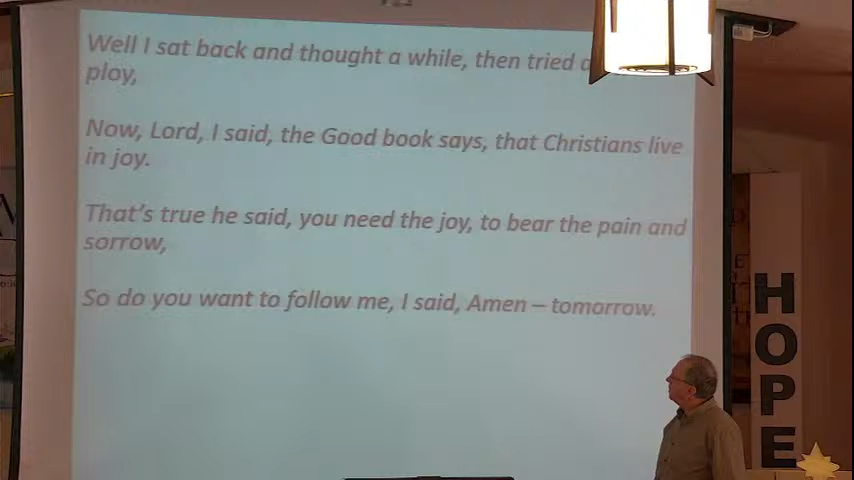 Well I sat back and thought a while, then tried
ploy,
Now, Lord, I said, the Good book says, that Christians live
in joy.
That's true he said, you need the joy, to bear the pain and
sorrow,
So do you want to follow me, I said, Amen – tomorrow.
HOPE